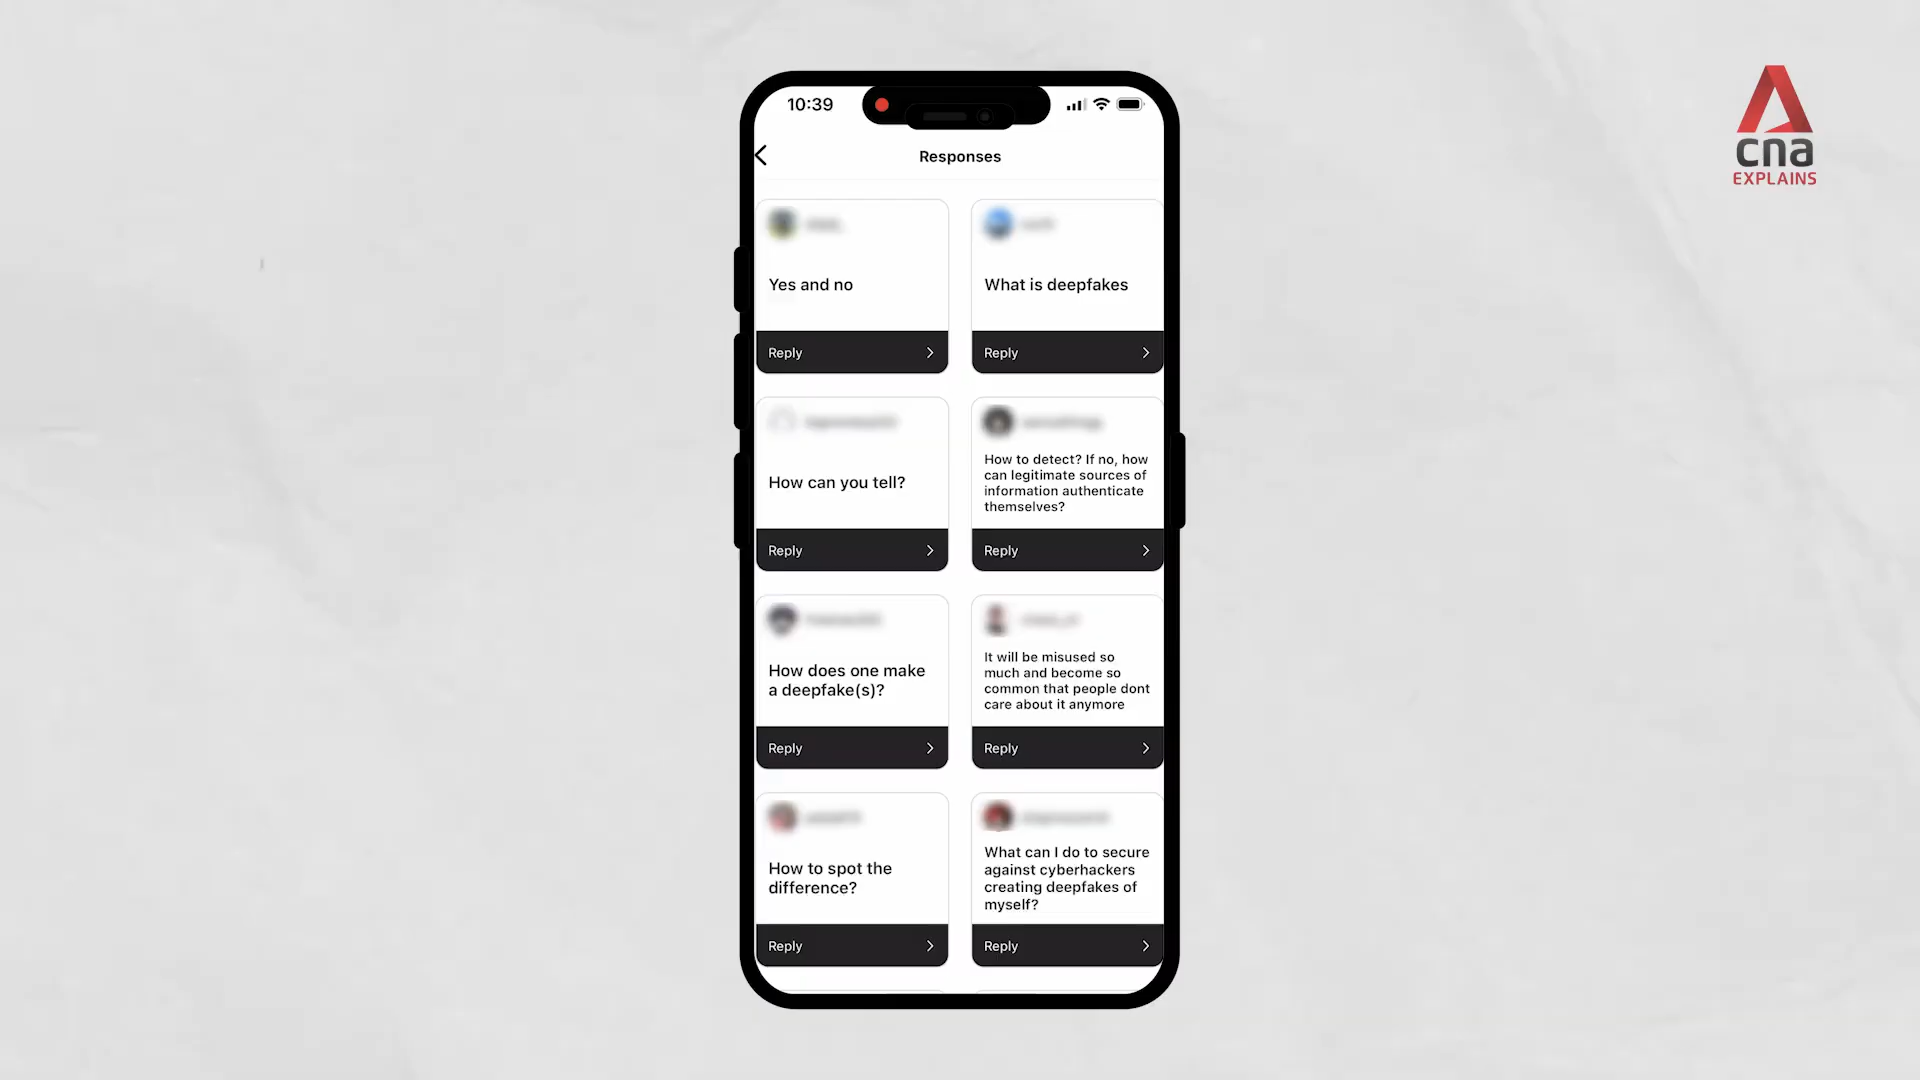 10:39
Responses
Yes and no
Reply
What is deepfakes
Reply
How can you tell?
Reply
How to detect? If no, how
can legitimate sources of
information authenticate
themselves?
Reply
How does one make
a deepfake(s)?
Reply
It will be misused so
much and become so
common that people dont
care about it anymore
Reply
How to spot the
difference?
Reply
What can I do to secure
against cyberhackers
creating deepfakes of
myself?
Reply
cna
EXPLAINS